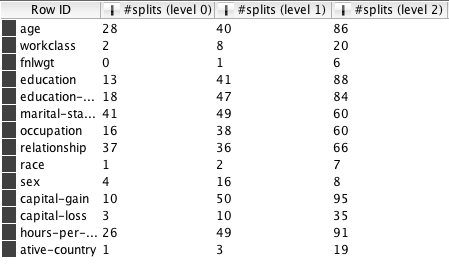 Row ID #splits (level 0) #splits (level 1) #splits (level 2)
age 28 40 86
workclass 2 8 20
fnlwgt 0 1 6
education 13 41 88
education-... 18 47 84
marital-sta... 41 49 60
occupation 16 38 60
relationship 37 36 66
race 1 2 7
sex 4 16 8
capital-gain 10 50 95
capital-loss 3 10 35
hours-per-... 26 49 91
ative-country 1 3 19